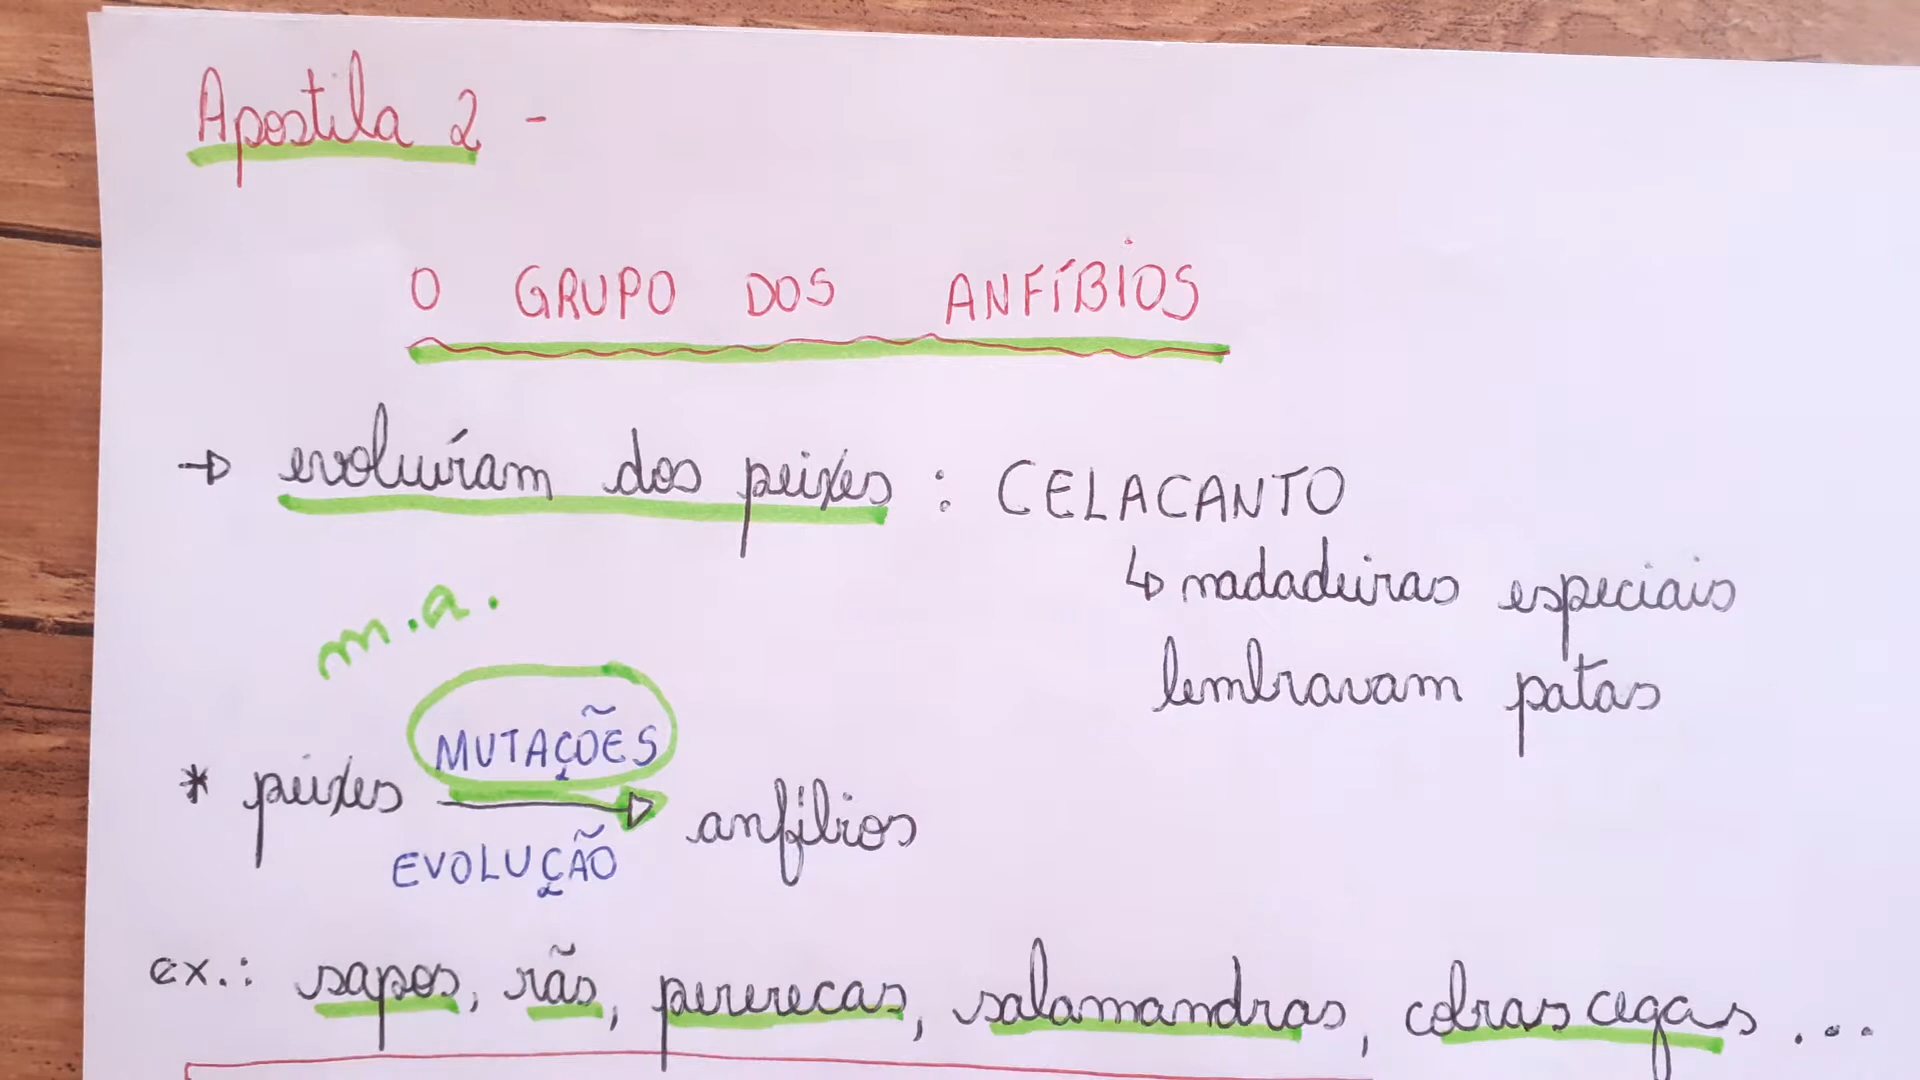 Apostila 2 -
O GRUPO DOS ANFÍBIOS
→ evoluíram dos peixes : CELACANTO
↳ nadadeiras especiais
lembravam patas
m.a.
MUTAÇÕES
* peixes → anfíbios
EVOLUÇÃO
ex.: sapos, rãs, pererecas, salamandras, cobras cegas ...